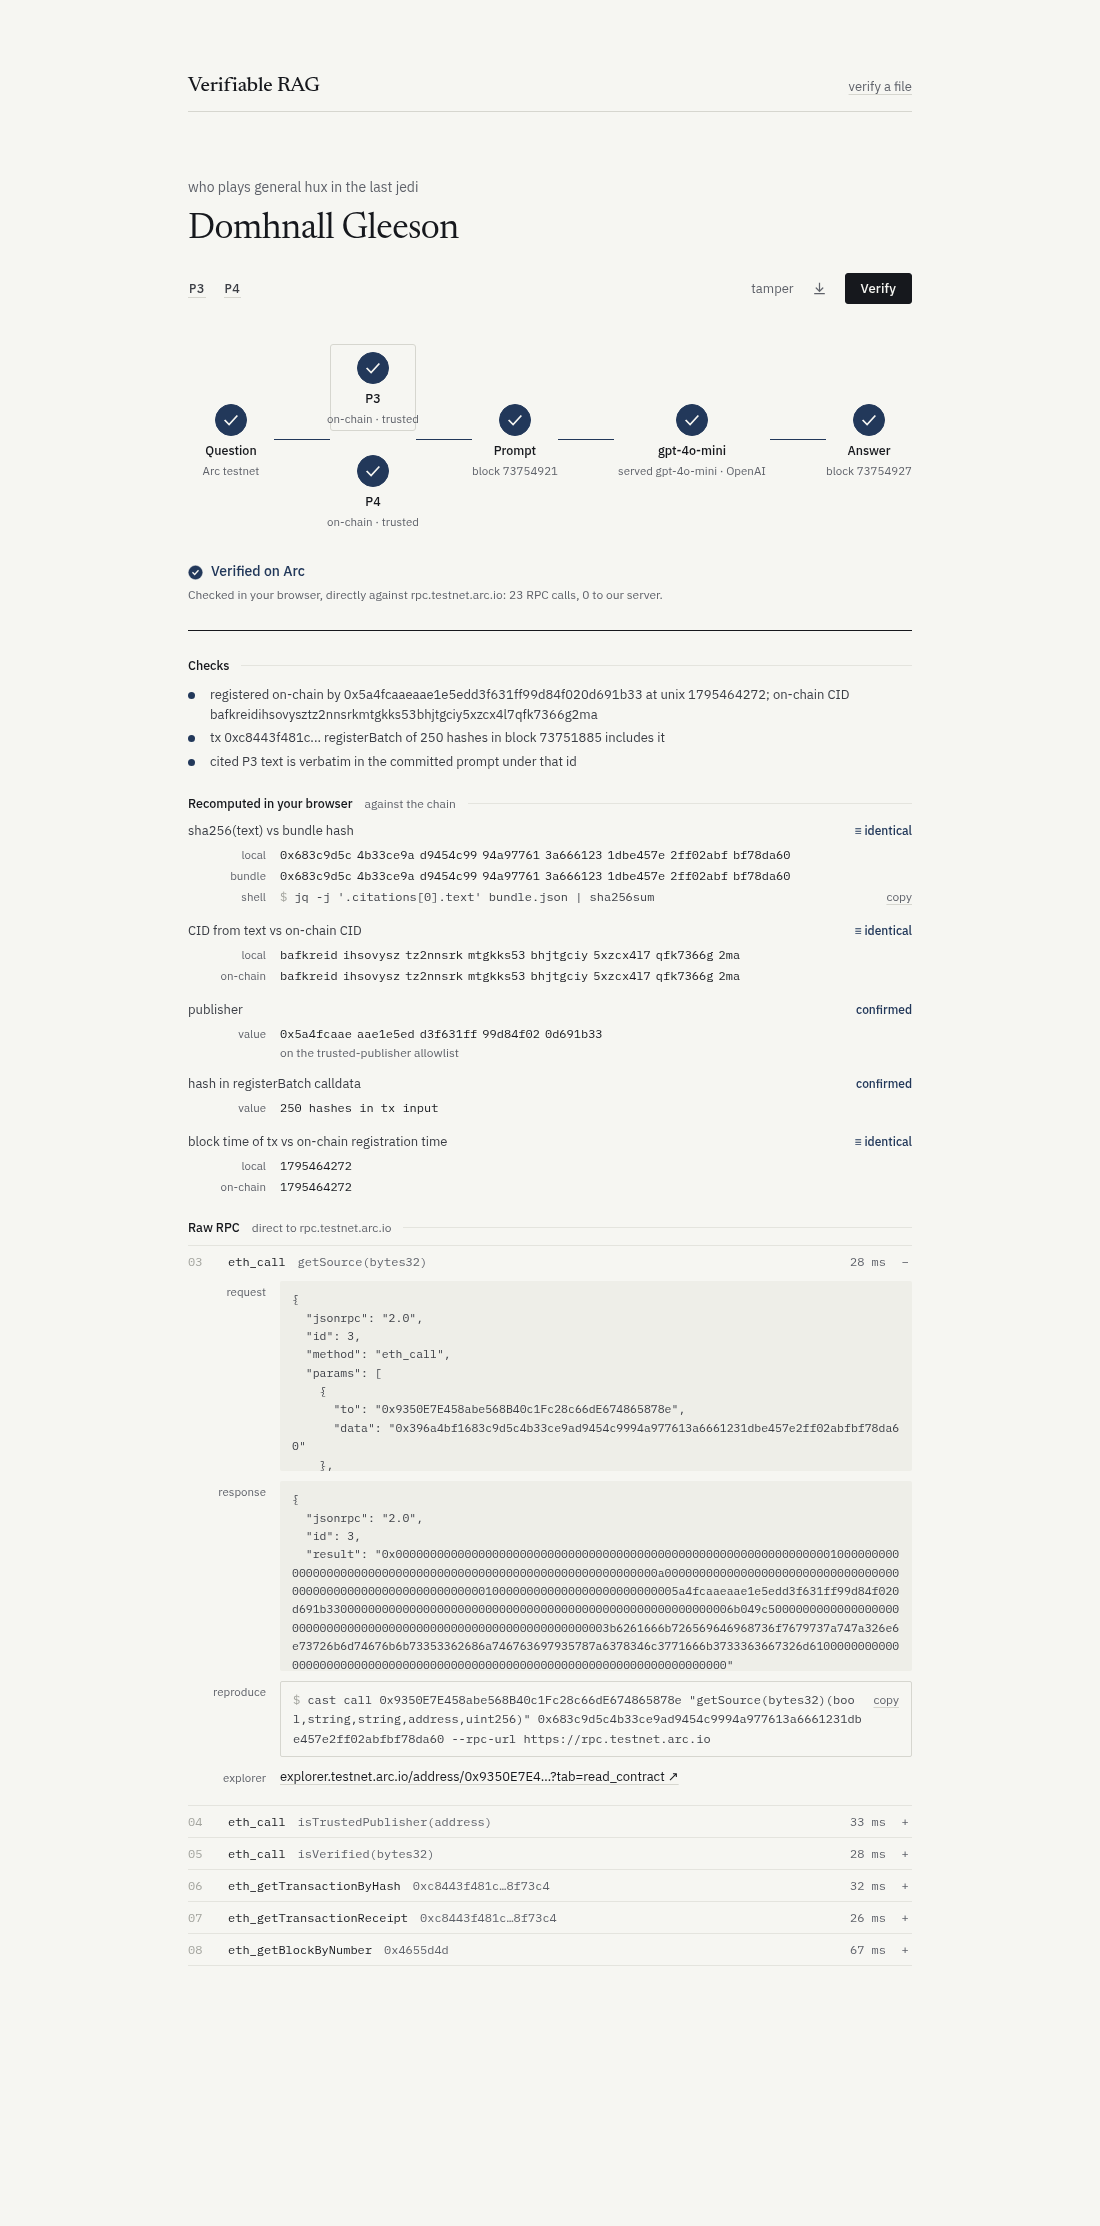 Verifiable RAG
verify a file
who plays general hux in the last jedi
Domhnall Gleeson
P3 P4
tamper
Verify
P3
on-chain · trusted
Question
Arc testnet
Prompt
block 73754921
gpt-4o-mini
served gpt-4o-mini · OpenAI
Answer
block 73754927
P4
on-chain · trusted
Verified on Arc
Checked in your browser, directly against rpc.testnet.arc.io: 23 RPC calls, 0 to our server.
Checks
registered on-chain by 0x5a4fcaaeaae1e5edd3f631ff99d84f020d691b33 at unix 1795464272; on-chain CID
bafkreidihsovysztz2nnsrkmtgkks53bhjtgciy5xzcx4l7qfk7366g2ma
tx 0xc8443f481c… registerBatch of 250 hashes in block 73751885 includes it
cited P3 text is verbatim in the committed prompt under that id
Recomputed in your browser against the chain
sha256(text) vs bundle hash ≡ identical
local 0x683c9d5c 4b33ce9a d9454c99 94a97761 3a666123 1dbe457e 2ff02abf bf78da60
bundle 0x683c9d5c 4b33ce9a d9454c99 94a97761 3a666123 1dbe457e 2ff02abf bf78da60
shell $ jq -j '.citations[0].text' bundle.json | sha256sum copy
CID from text vs on-chain CID ≡ identical
local bafkreid ihsovysz tz2nnsrk mtgkks53 bhjtgciy 5xzcx4l7 qfk7366g 2ma
on-chain bafkreid ihsovysz tz2nnsrk mtgkks53 bhjtgciy 5xzcx4l7 qfk7366g 2ma
publisher confirmed
value 0x5a4fcaae aae1e5ed d3f631ff 99d84f02 0d691b33
on the trusted-publisher allowlist
hash in registerBatch calldata confirmed
value 250 hashes in tx input
block time of tx vs on-chain registration time ≡ identical
local 1795464272
on-chain 1795464272
Raw RPC direct to rpc.testnet.arc.io
03 eth_call getSource(bytes32) 28 ms −
request
{
"jsonrpc": "2.0",
"id": 3,
"method": "eth_call",
"params": [
{
"to": "0x9350E7E458abe568B40c1Fc28c66dE674865878e",
"data": "0x396a4bf1683c9d5c4b33ce9ad9454c9994a977613a6661231dbe457e2ff02abfbf78da6
0"
},
response
{
"jsonrpc": "2.0",
"id": 3,
reproduce
$ cast call 0x9350E7E458abe568B40c1Fc28c66dE674865878e "getSource(bytes32)(boo copy
l,string,string,address,uint256)" 0x683c9d5c4b33ce9ad9454c9994a977613a6661231db
e457e2ff02abfbf78da60 --rpc-url https://rpc.testnet.arc.io
explorer explorer.testnet.arc.io/address/0x9350E7E4…?tab=read_contract ↗
04 eth_call isTrustedPublisher(address) 33 ms +
05 eth_call isVerified(bytes32) 28 ms +
06 eth_getTransactionByHash 0xc8443f481c…8f73c4 32 ms +
07 eth_getTransactionReceipt 0xc8443f481c…8f73c4 26 ms +
08 eth_getBlockByNumber 0x4655d4d 67 ms +